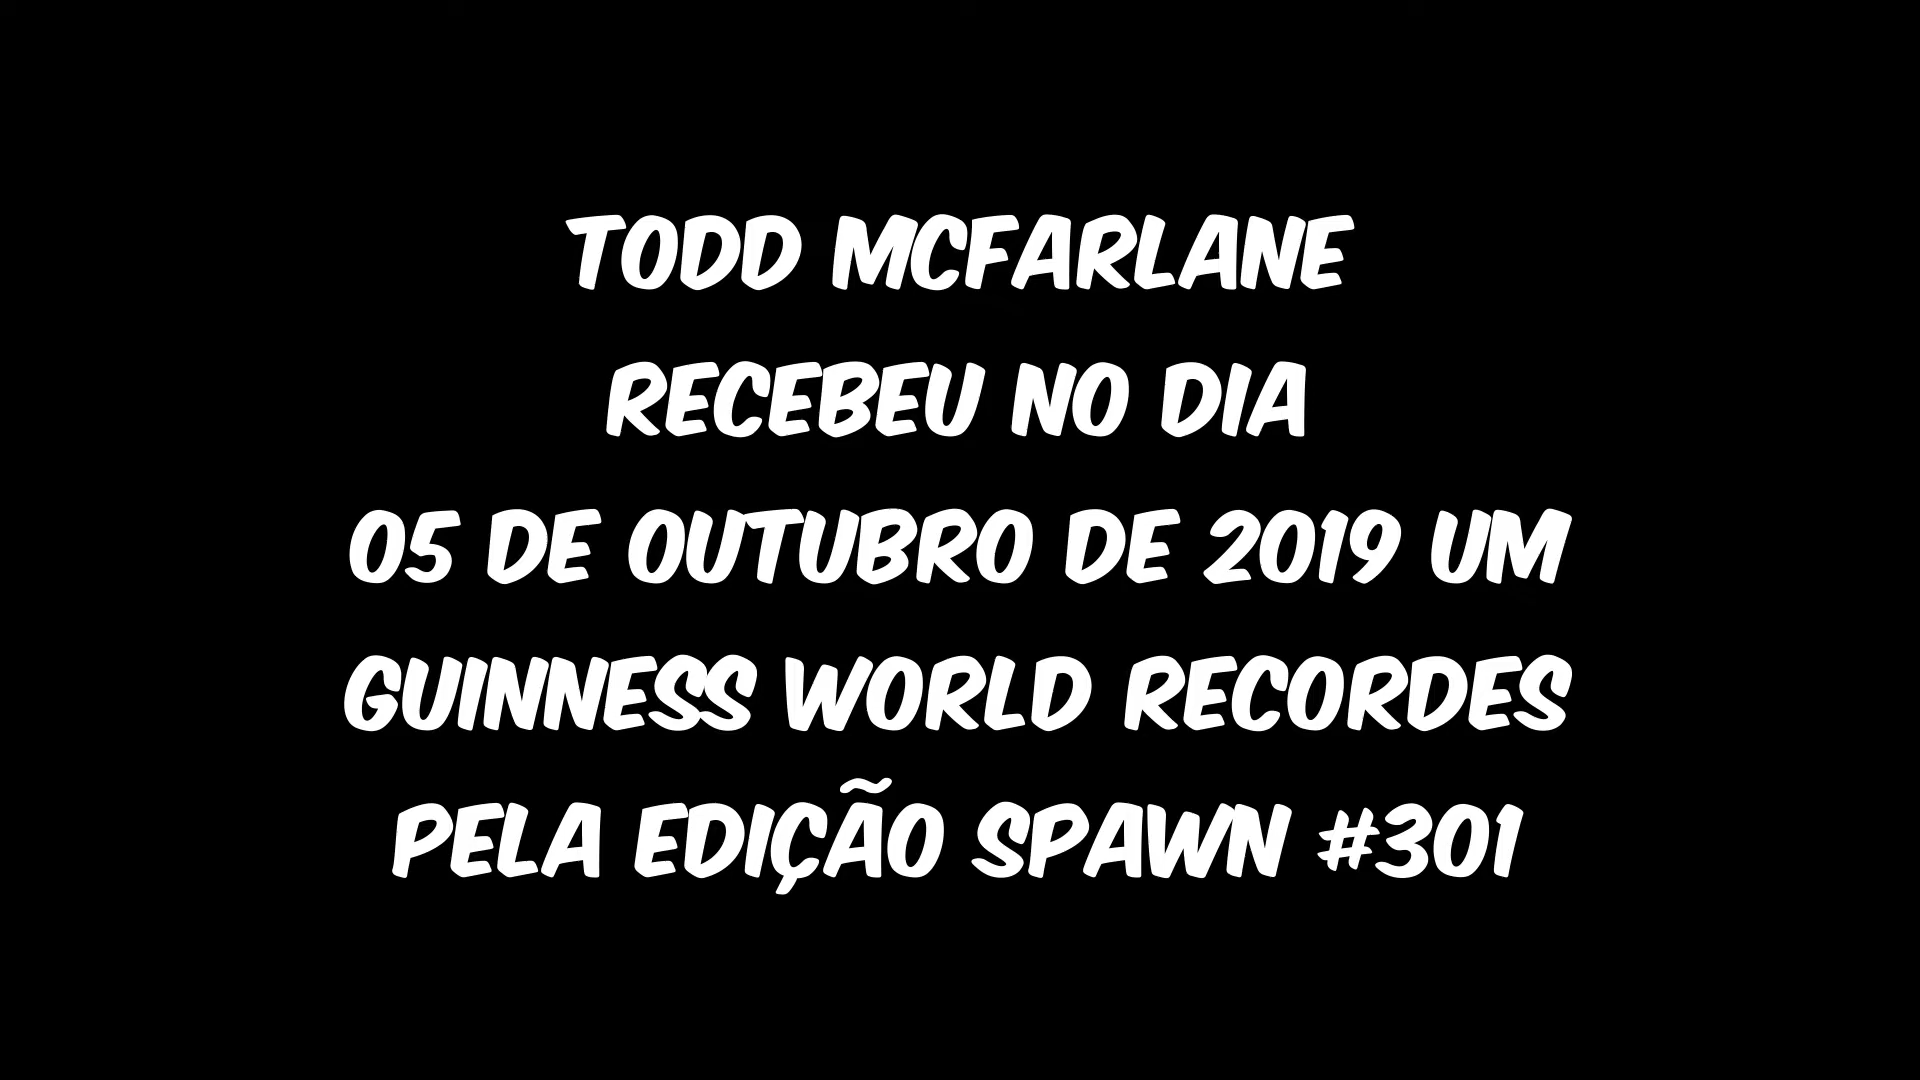 TODD MCFARLANE
RECEBEU NO DIA
05 DE OUTUBRO DE 2019 UM
GUINNESS WORLD RECORDES
PELA EDIÇÃO SPAWN #301